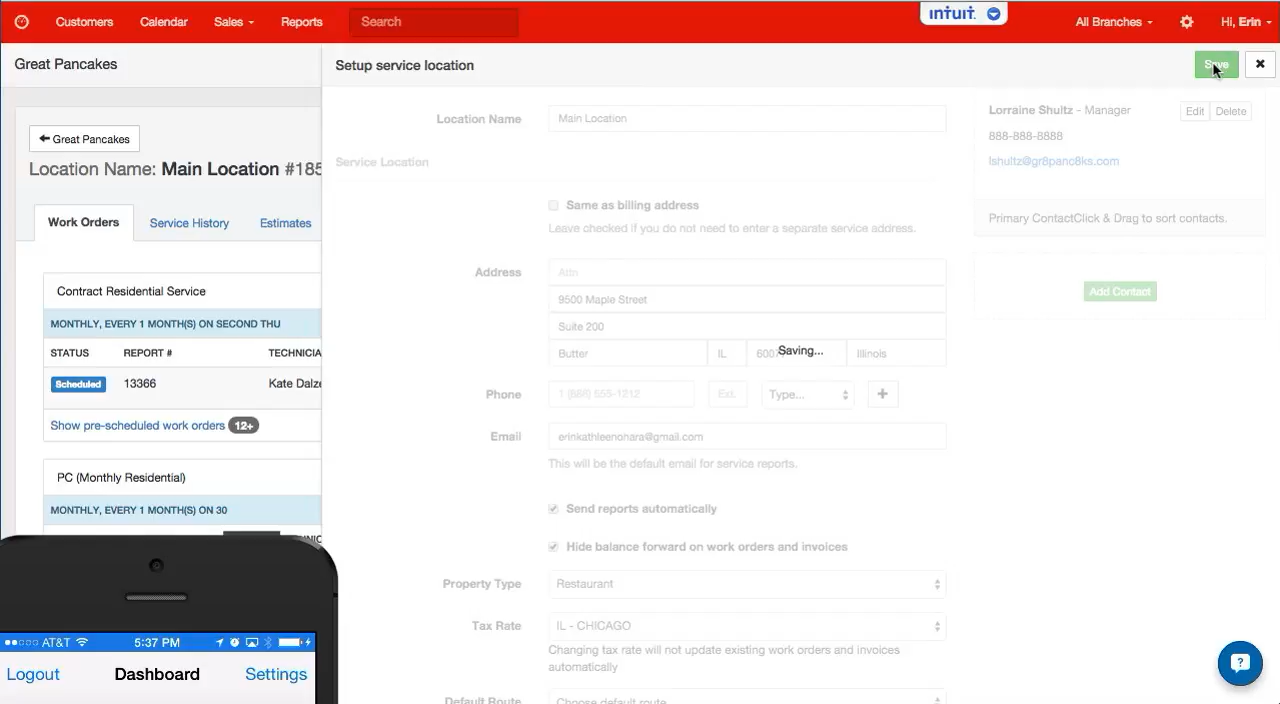 Customers
Calendar
Sales
Reports
Search
intuit.
All Branches
Hi, Erin
Great Pancakes
Setup service location
Save
Great Pancakes
Location Name: Main Location #185
Work Orders
Service History
Estimates
Contract Residential Service
MONTHLY, EVERY 1 MONTH(S) ON SECOND THU
STATUS REPORT # TECHNICIA
Scheduled 13366 Kate Dalze
Show pre-scheduled work orders 12+
PC (Monthly Residential)
MONTHLY, EVERY 1 MONTH(S) ON 30
AT&T 5:37 PM
Logout Dashboard Settings
Location Name Main Location
Service Location
Same as billing address
Leave checked if you do not need to enter a separate service address.
Address Attn
9500 Maple Street
Suite 200
Butter IL 6007 Illinois
Saving...
Phone 1 (866) 555-1212 Ext. Type...
Email erinkathleenohara@gmail.com
This will be the default email for service reports.
Send reports automatically
Hide balance forward on work orders and invoices
Property Type Restaurant
Tax Rate IL - CHICAGO
Changing tax rate will not update existing work orders and invoices
automatically
Default Route Choose default route
Lorraine Shultz - Manager Edit Delete
888-888-8888
lshultz@gr8panc8ks.com
Primary ContactClick & Drag to sort contacts.
Add Contact